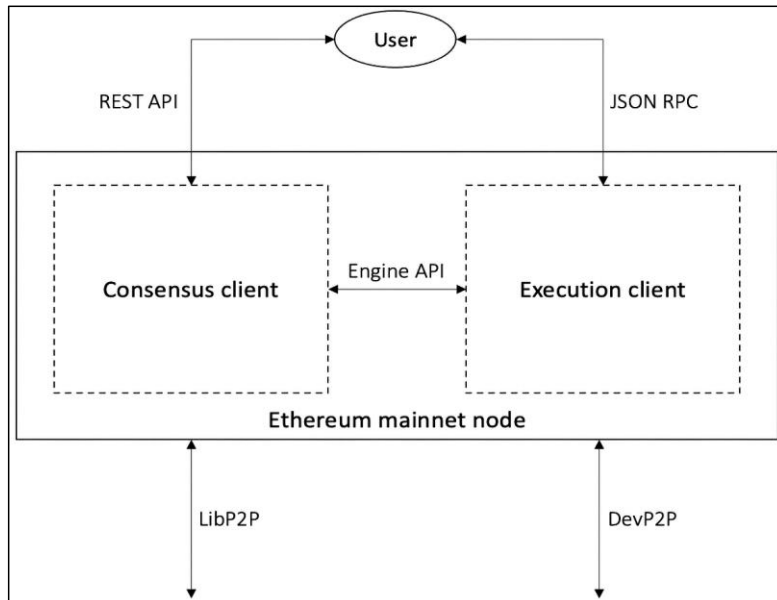 User
REST API
JSON RPC
Engine API
Consensus client
Execution client
Ethereum mainnet node
LibP2P
DevP2P